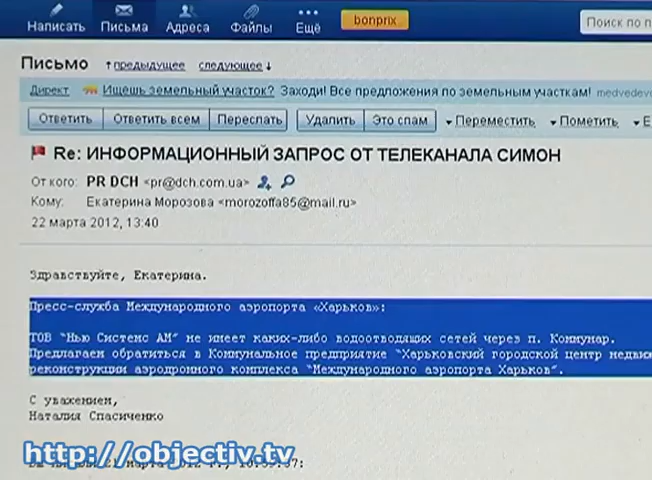 Написать Письма Адреса Файлы Ещё bonprix Поиск по п
Письмо ↑предыдущее следующее↓
Директ Ищешь земельный участок? Заходи! Все предложения по земельным участкам! medvedev
Ответить Ответить всем Переслать Удалить Это спам Переместить Пометить Е
Re: ИНФОРМАЦИОННЫЙ ЗАПРОС ОТ ТЕЛЕКАНАЛА СИМОН
От кого: PR DCH <pr@dch.com.ua>
Кому: Екатерина Морозова <morozoffa85@mail.ru>
22 марта 2012, 13:40
Здравствуйте, Екатерина.
Пресс-служба Международного аэропорта «Харьков»:
ТОВ "Нью Системс АМ" не имеет каких-либо водоотводящих сетей через п. Коммунар.
Предлагаем обратиться в Коммунальное предприятие "Харьковский городской центр недви
реконструкции аэродромного комплекса "Международного аэропорта Харьков".
С уважением,
Наталия Спасиченко
http://objectiv.tv